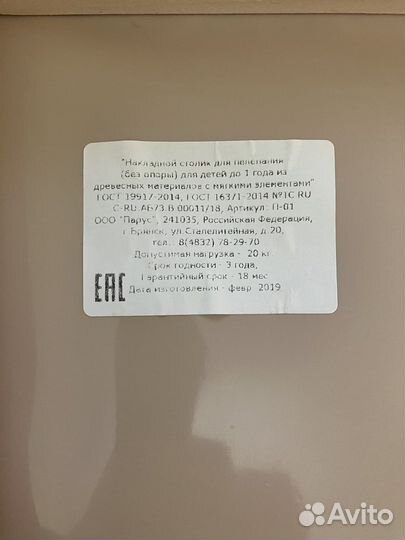 "Накладной столик для пеленания
(без опоры) для детей до 1 года из
древесных материалов с мягкими элементами"
ГОСТ 19917-2014, ГОСТ 16371-2014 №ТС RU
C-RU.АБ73.В.00011/18, Артикул: П-01
ООО "Парус", 241035, Российская Федерация,
г.Брянск, ул.Сталелитейная, д.20,
тел.: 8(4832) 78-29-70
Допустимая нагрузка - 20 кг.
Срок годности - 3 года,
Гарантийный срок - 18 мес
Дата изготовления - февр 2019
EAC
Avito